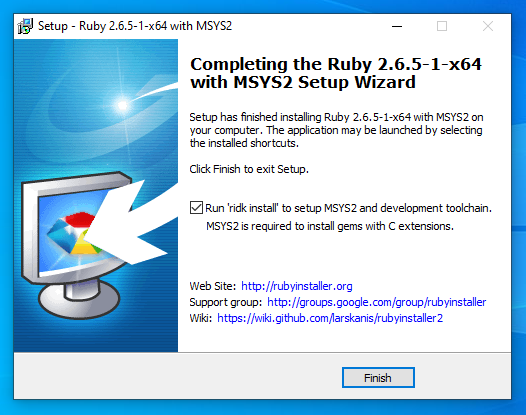 Setup - Ruby 2.6.5-1-x64 with MSYS2
Completing the Ruby 2.6.5-1-x64
with MSYS2 Setup Wizard
Setup has finished installing Ruby 2.6.5-1-x64 with MSYS2 on
your computer. The application may be launched by selecting
the installed shortcuts.
Click Finish to exit Setup.
Run 'ridk install' to setup MSYS2 and development toolchain.
MSYS2 is required to install gems with C extensions.
Web Site: http://rubyinstaller.org
Support group: http://groups.google.com/group/rubyinstaller
Wiki: https://wiki.github.com/larskanis/rubyinstaller2
Finish